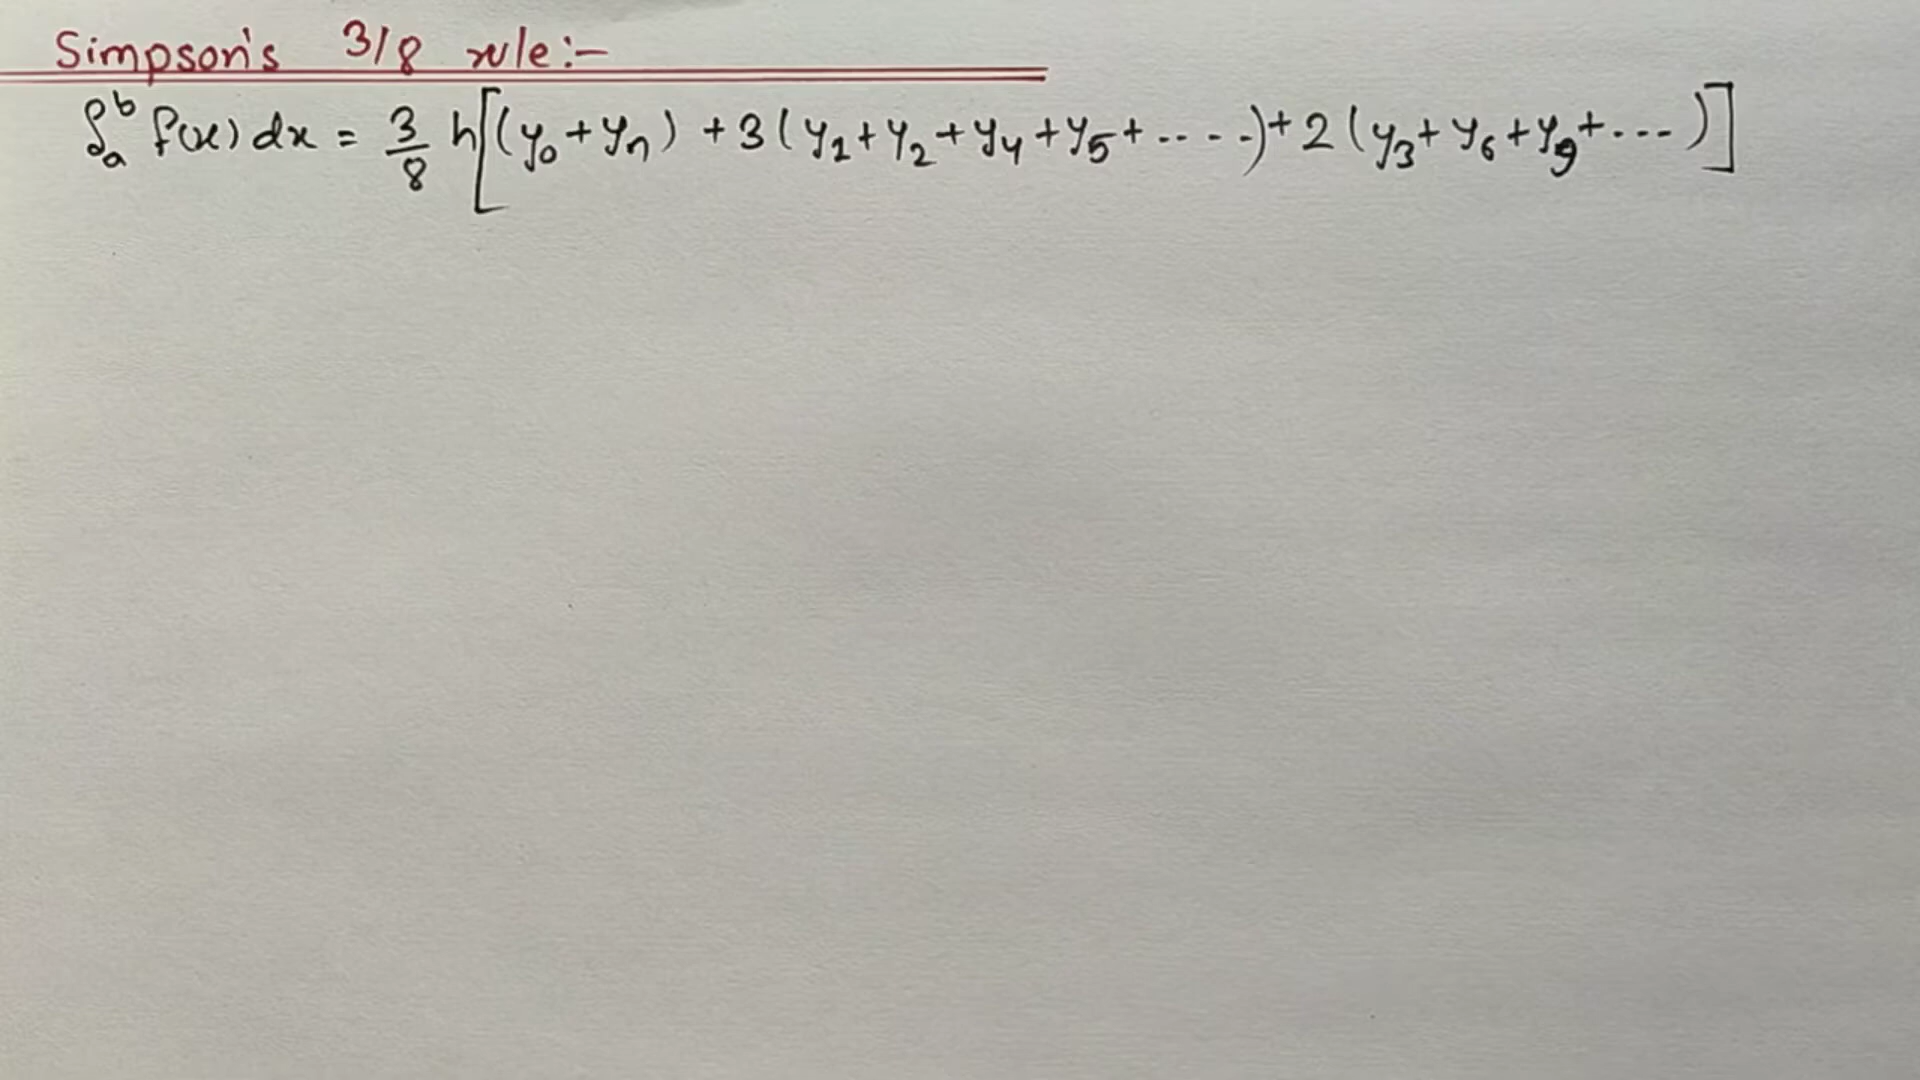 Simpson's 3/8 rule:-
∫ₐᵇ f(x) dx = 3/8 h[(y₀ + yₙ) + 3(y₁ + y₂ + y₄ + y₅ + ....) + 2(y₃ + y₆ + y₉ + ...)]